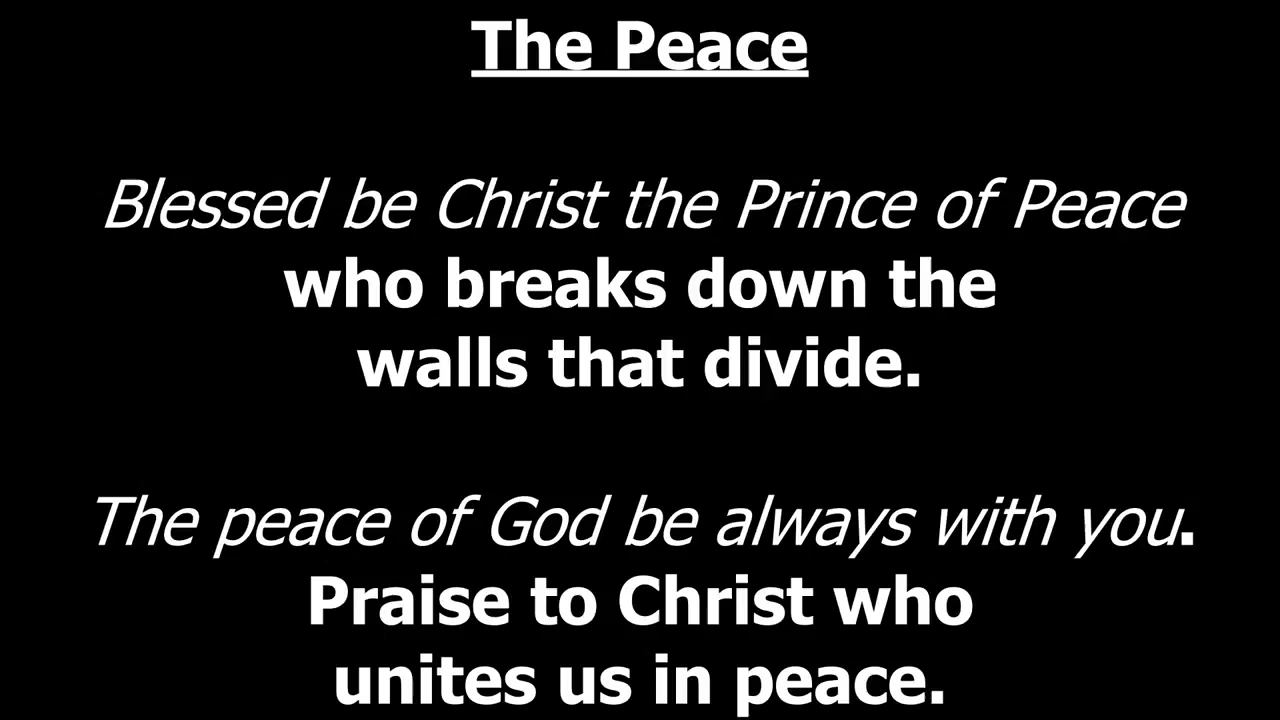 The Peace
Blessed be Christ the Prince of Peace
who breaks down the
walls that divide.
The peace of God be always with you.
Praise to Christ who
unites us in peace.